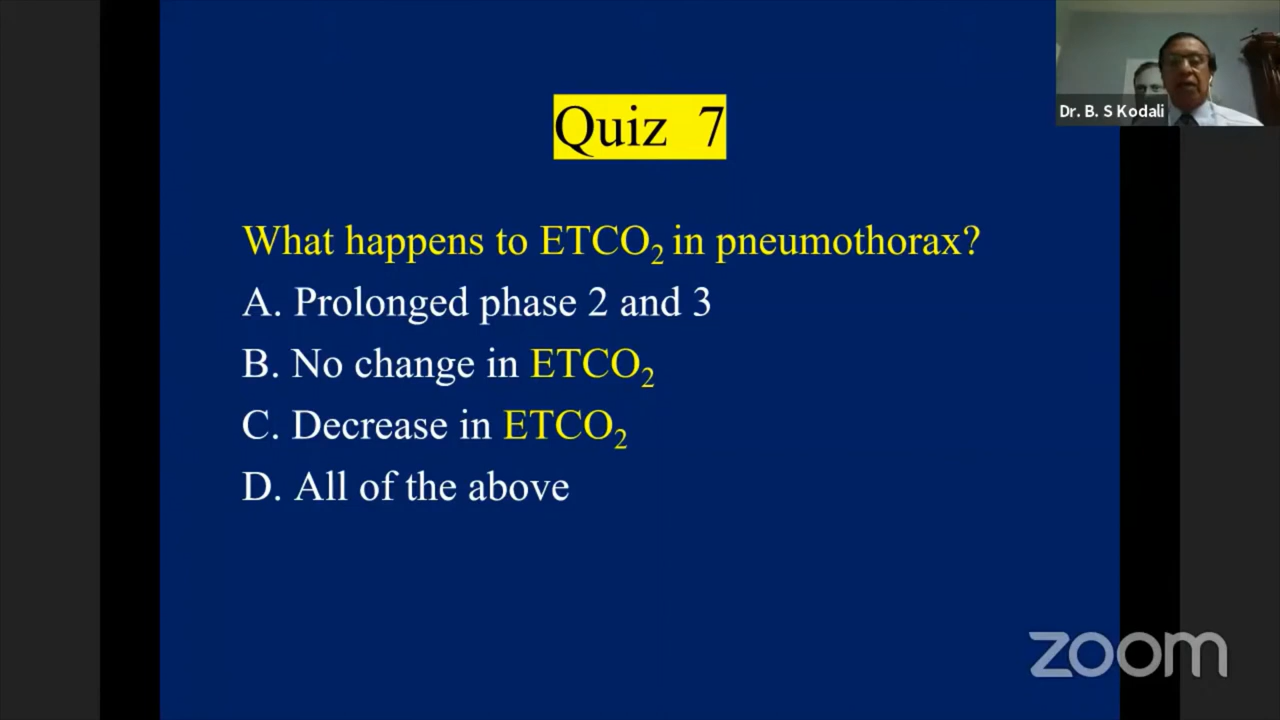 Quiz 7
Dr. B. S Kodali
What happens to ETCO₂ in pneumothorax?
A. Prolonged phase 2 and 3
B. No change in ETCO₂
C. Decrease in ETCO₂
D. All of the above
zoom